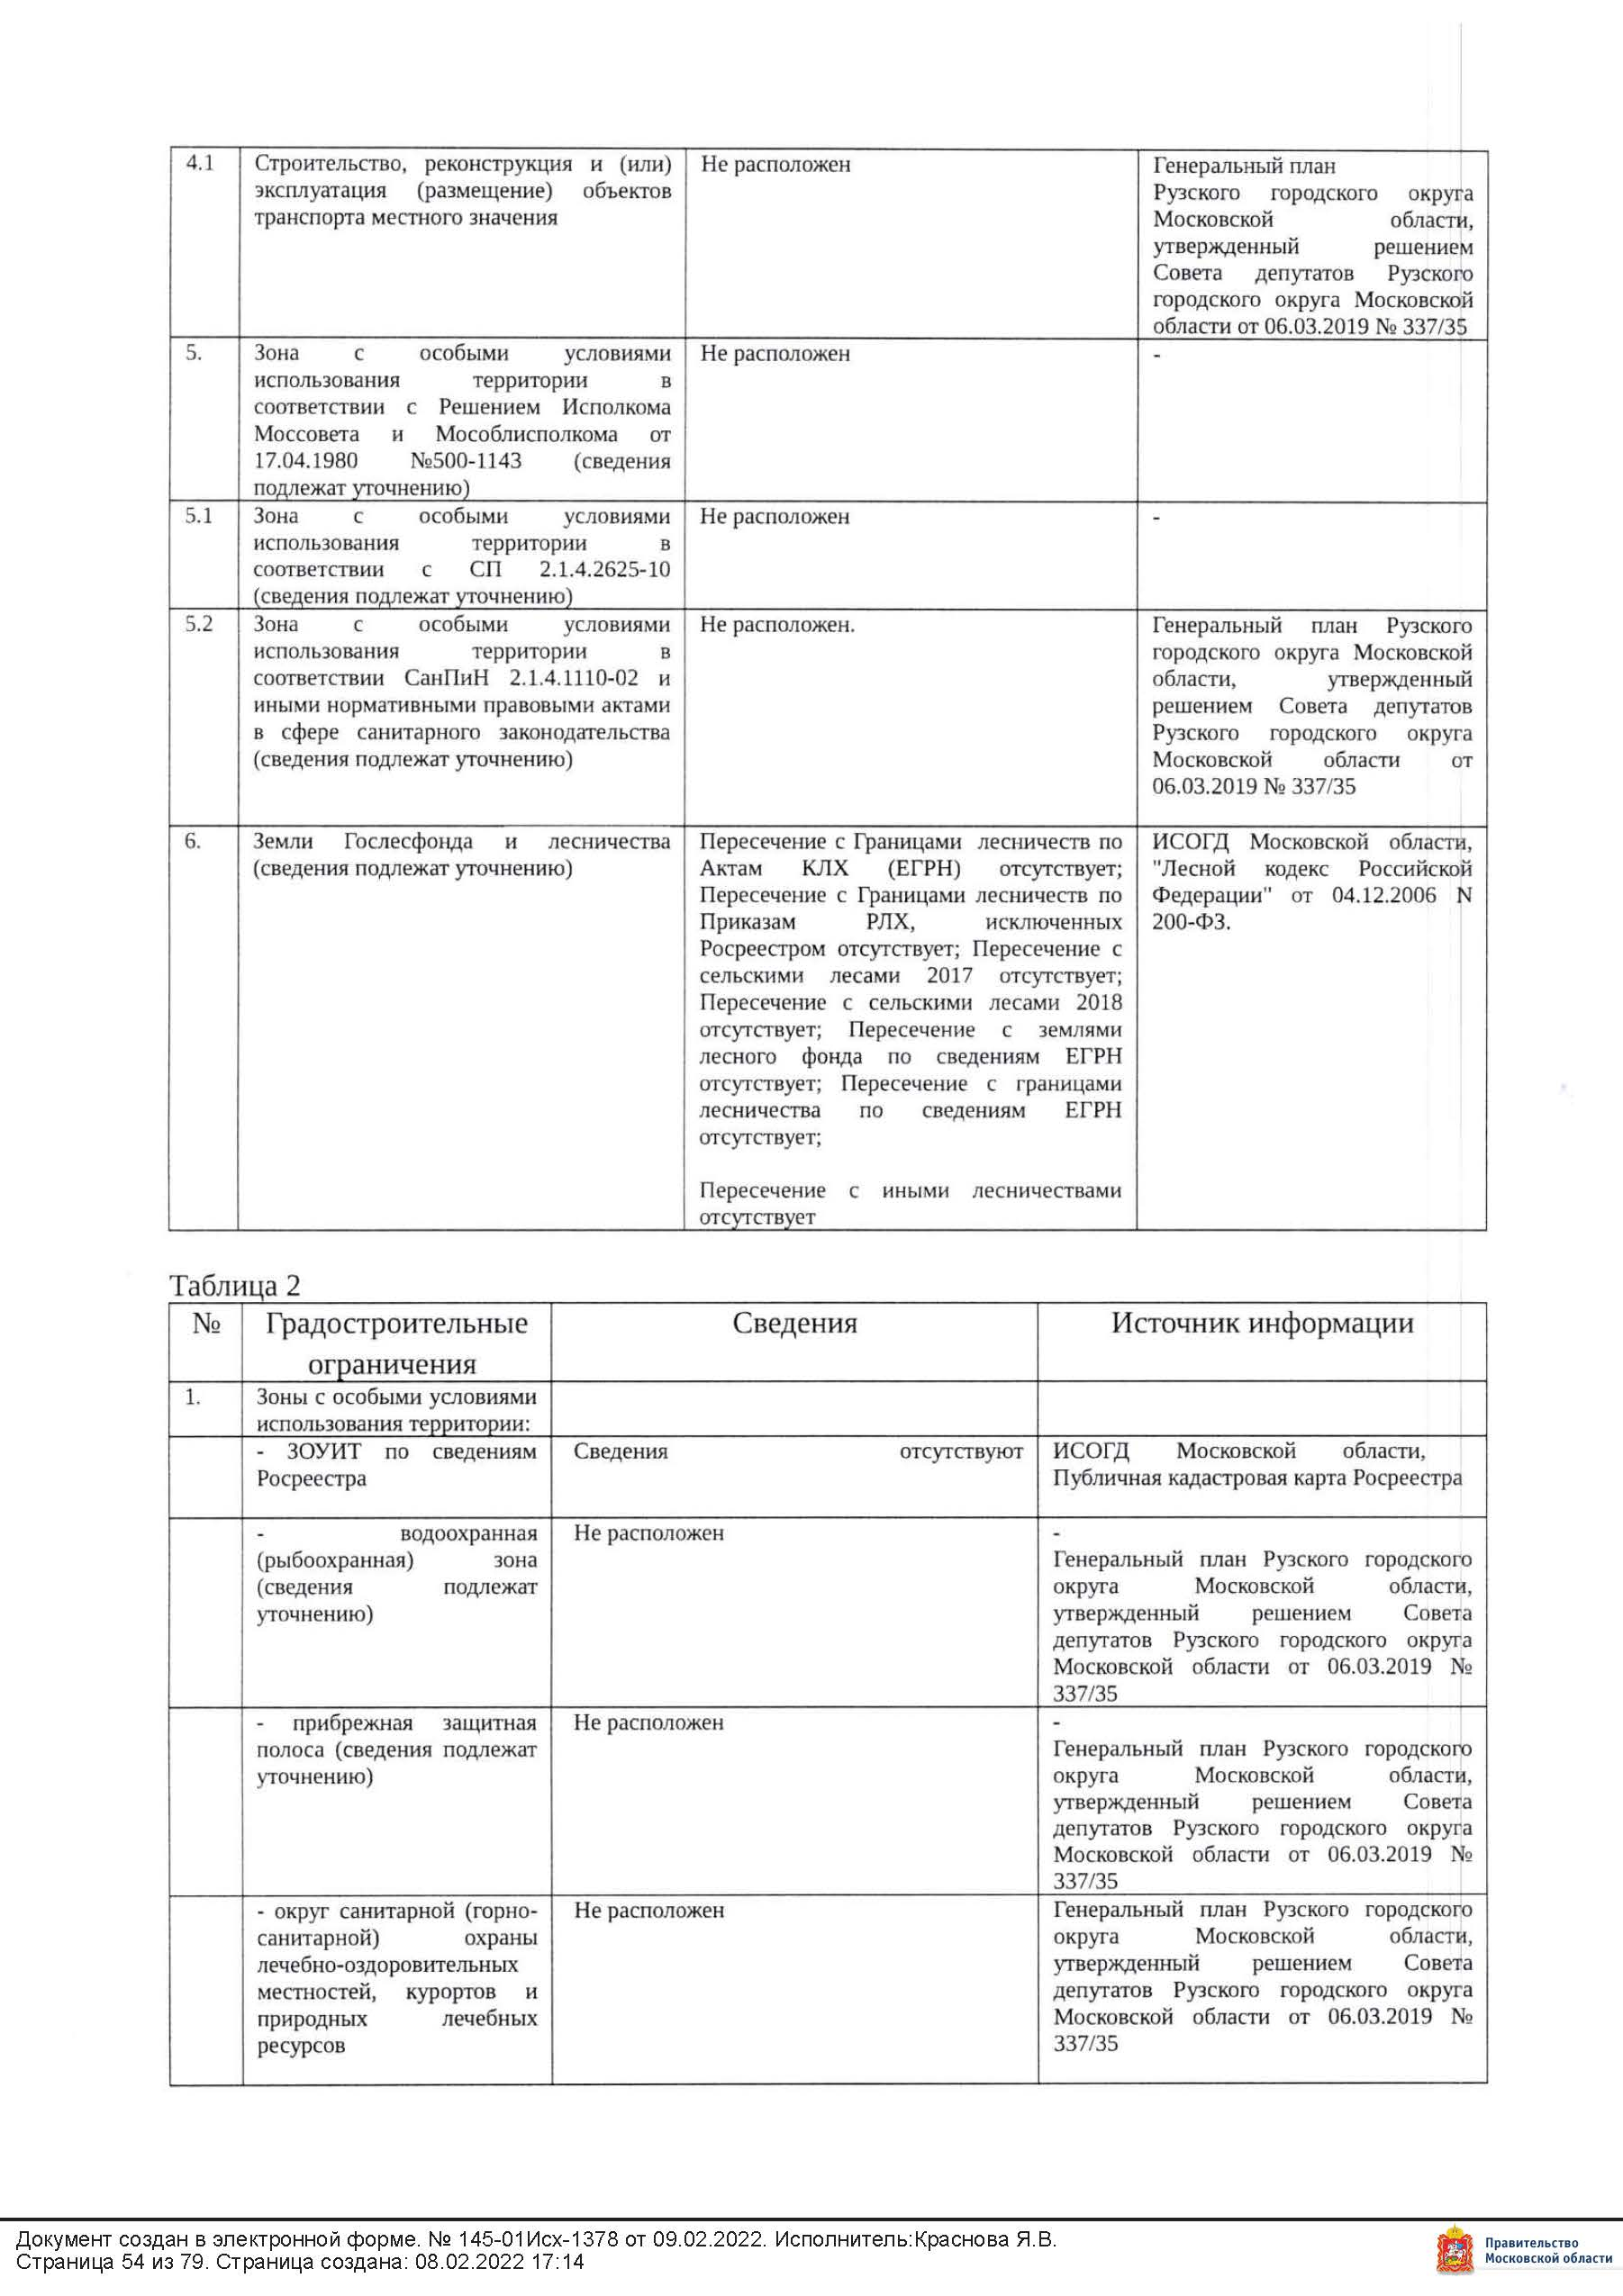 4.1
Строительство, реконструкция и (или)
эксплуатация (размещение) объектов
транспорта местного значения
Не расположен
Генеральный план
Рузского городского округа
Московской области,
утвержденный решением
Совета депутатов Рузского
городского округа Московской
области от 06.03.2019 № 337/35
5.
Зона с особыми условиями
использования территории в
соответствии с Решением Исполкома
Моссовета и Мособлисполкома от
17.04.1980 №500-1143 (сведения
подлежат уточнению)
Не расположен
-
5.1
Зона с особыми условиями
использования территории в
соответствии с СП 2.1.4.2625-10
(сведения подлежат уточнению)
Не расположен
-
5.2
Зона с особыми условиями
использования территории в
соответствии СанПиН 2.1.4.1110-02 и
иными нормативными правовыми актами
в сфере санитарного законодательства
(сведения подлежат уточнению)
Не расположен.
Генеральный план Рузского
городского округа Московской
области, утвержденный
решением Совета депутатов
Рузского городского округа
Московской области от
06.03.2019 № 337/35
6.
Земли Гослесфонда и лесничества
(сведения подлежат уточнению)
Пересечение с Границами лесничеств по
Актам КЛХ (ЕГРН) отсутствует;
Пересечение с Границами лесничеств по
Приказам РЛХ, исключенных
Росреестром отсутствует; Пересечение с
сельскими лесами 2017 отсутствует;
Пересечение с сельскими лесами 2018
отсутствует; Пересечение с землями
лесного фонда по сведениям ЕГРН
отсутствует; Пересечение с границами
лесничества по сведениям ЕГРН
отсутствует;
Пересечение с иными лесничествами
отсутствует
ИСОГД Московской области,
"Лесной кодекс Российской
Федерации" от 04.12.2006 N
200-ФЗ.
Таблица 2
№
Градостроительные
ограничения
Сведения
Источник информации
1.
Зоны с особыми условиями
использования территории:
- ЗОУИТ по сведениям
Росреестра
Сведения отсутствуют
ИСОГД Московской области,
Публичная кадастровая карта Росреестра
- водоохранная
(рыбоохранная) зона
(сведения подлежат
уточнению)
Не расположен
-
Генеральный план Рузского городского
округа Московской области,
утвержденный решением Совета
депутатов Рузского городского округа
Московской области от 06.03.2019 №
337/35
- прибрежная защитная
полоса (сведения подлежат
уточнению)
Не расположен
-
Генеральный план Рузского городского
округа Московской области,
утвержденный решением Совета
депутатов Рузского городского округа
Московской области от 06.03.2019 №
337/35
- округ санитарной (горно-
санитарной) охраны
лечебно-оздоровительных
местностей, курортов и
природных лечебных
ресурсов
Не расположен
Генеральный план Рузского городского
округа Московской области,
утвержденный решением Совета
депутатов Рузского городского округа
Московской области от 06.03.2019 №
337/35
Документ создан в электронной форме. № 145-01Исх-1378 от 09.02.2022. Исполнитель:Краснова Я.В.
Страница 54 из 79. Страница создана: 08.02.2022 17:14
Правительство
Московской области